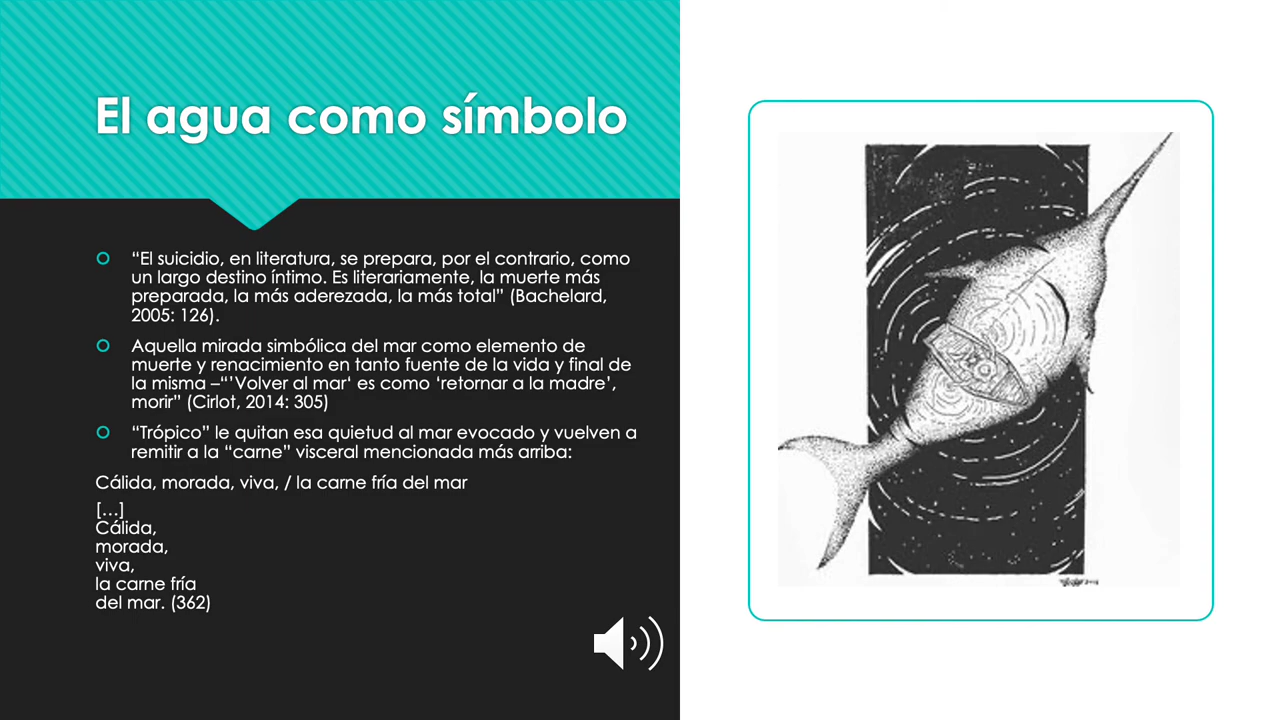 El agua como símbolo
“El suicidio, en literatura, se prepara, por el contrario, como
un largo destino íntimo. Es literariamente, la muerte más
preparada, la más aderezada, la más total” (Bachelard,
2005: 126).
Aquella mirada simbólica del mar como elemento de
muerte y renacimiento en tanto fuente de la vida y final de
la misma –“’Volver al mar‘ es como ‘retornar a la madre’,
morir” (Cirlot, 2014: 305)
“Trópico” le quitan esa quietud al mar evocado y vuelven a
remitir a la “carne” visceral mencionada más arriba:
Cálida, morada, viva, / la carne fría del mar
[…]
Cálida,
morada,
viva,
la carne fría
del mar. (362)